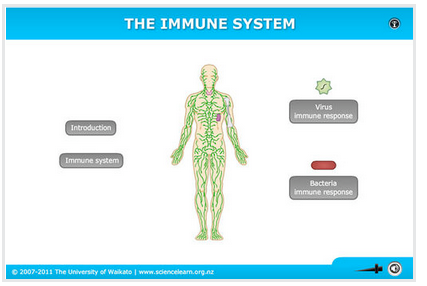 THE IMMUNE SYSTEM
Introduction
Immune system
Virus
immune response
Bacteria
immune response
© 2007-2011 The University of Waikato | www.sciencelearn.org.nz